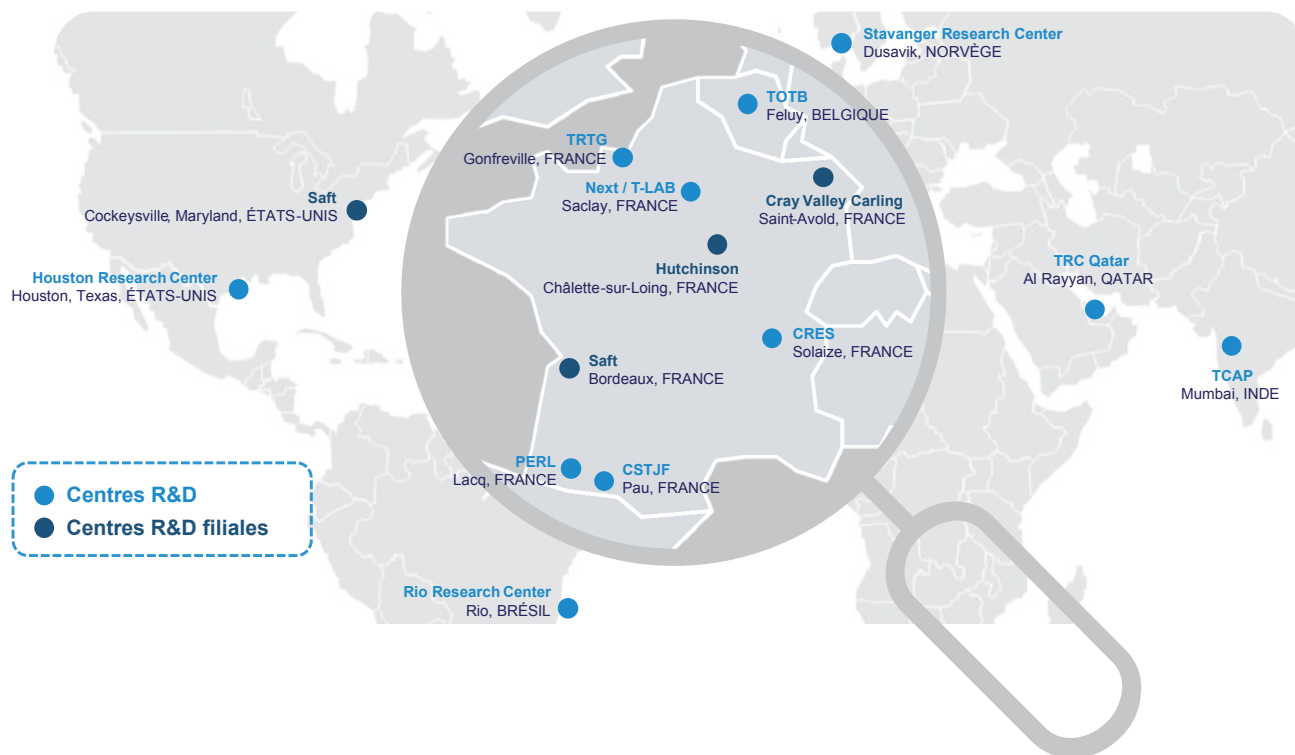 Stavanger Research Center
Dusavik, NORVÈGE
TOTB
Feluy, BELGIQUE
TRTG
Gonfreville, FRANCE
Next / T-LAB
Saclay, FRANCE
Cray Valley Carling
Saint-Avold, FRANCE
Saft
Cockeysville, Maryland, ÉTATS-UNIS
Hutchinson
Châlette-sur-Loing, FRANCE
Houston Research Center
Houston, Texas, ÉTATS-UNIS
TRC Qatar
Al Rayyan, QATAR
CRES
Solaize, FRANCE
Saft
Bordeaux, FRANCE
TCAP
Mumbai, INDE
PERL
Lacq, FRANCE
CSTJF
Pau, FRANCE
Centres R&D
Centres R&D filiales
Rio Research Center
Rio, BRÉSIL